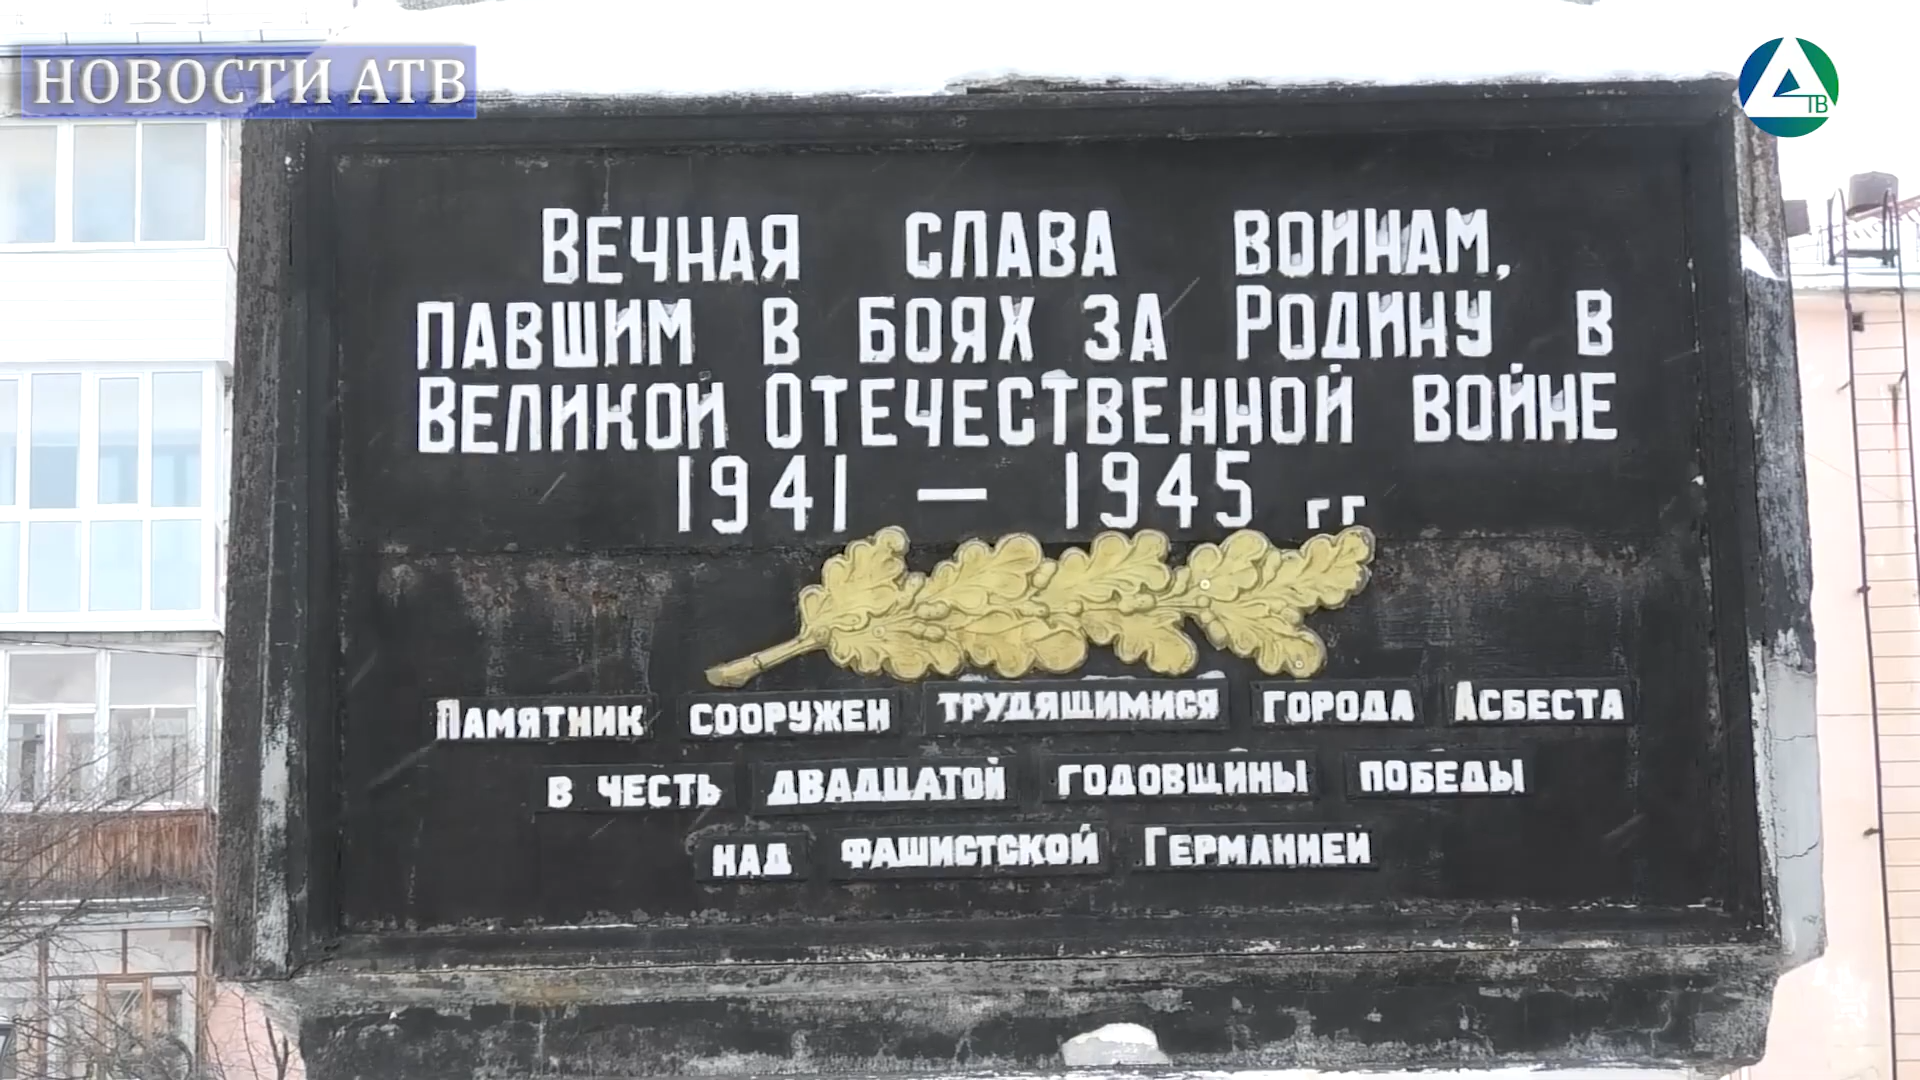 НОВОСТИ АТВ
ТВ
Вечная слава воинам,
павшим в боях за Родину в
Великой Отечественной войне
1941 — 1945 гг
Памятник сооружен трудящимися города Асбеста
в честь двадцатой годовщины победы
над фашистской Германией